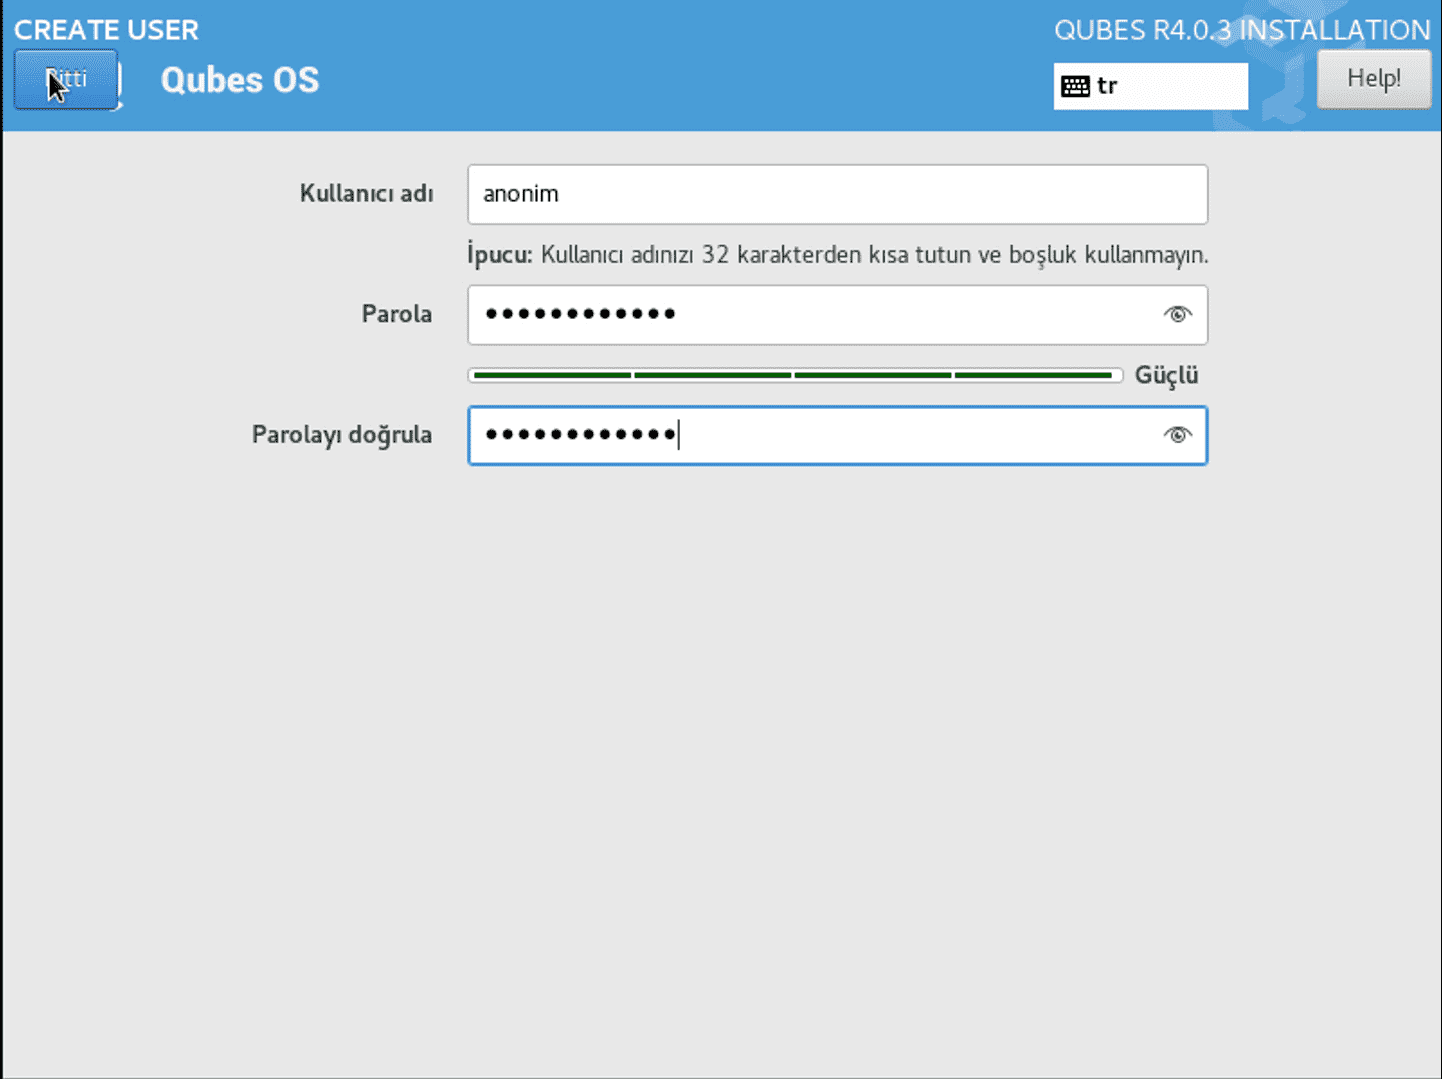 CREATE USER
QUBES R4.0.3 INSTALLATION
Bitti
Qubes OS
tr
Help!
Kullanıcı adı
anonim
İpucu: Kullanıcı adınızı 32 karakterden kısa tutun ve boşluk kullanmayın.
Parola
••••••••••••
Güçlü
Parolayı doğrula
••••••••••••